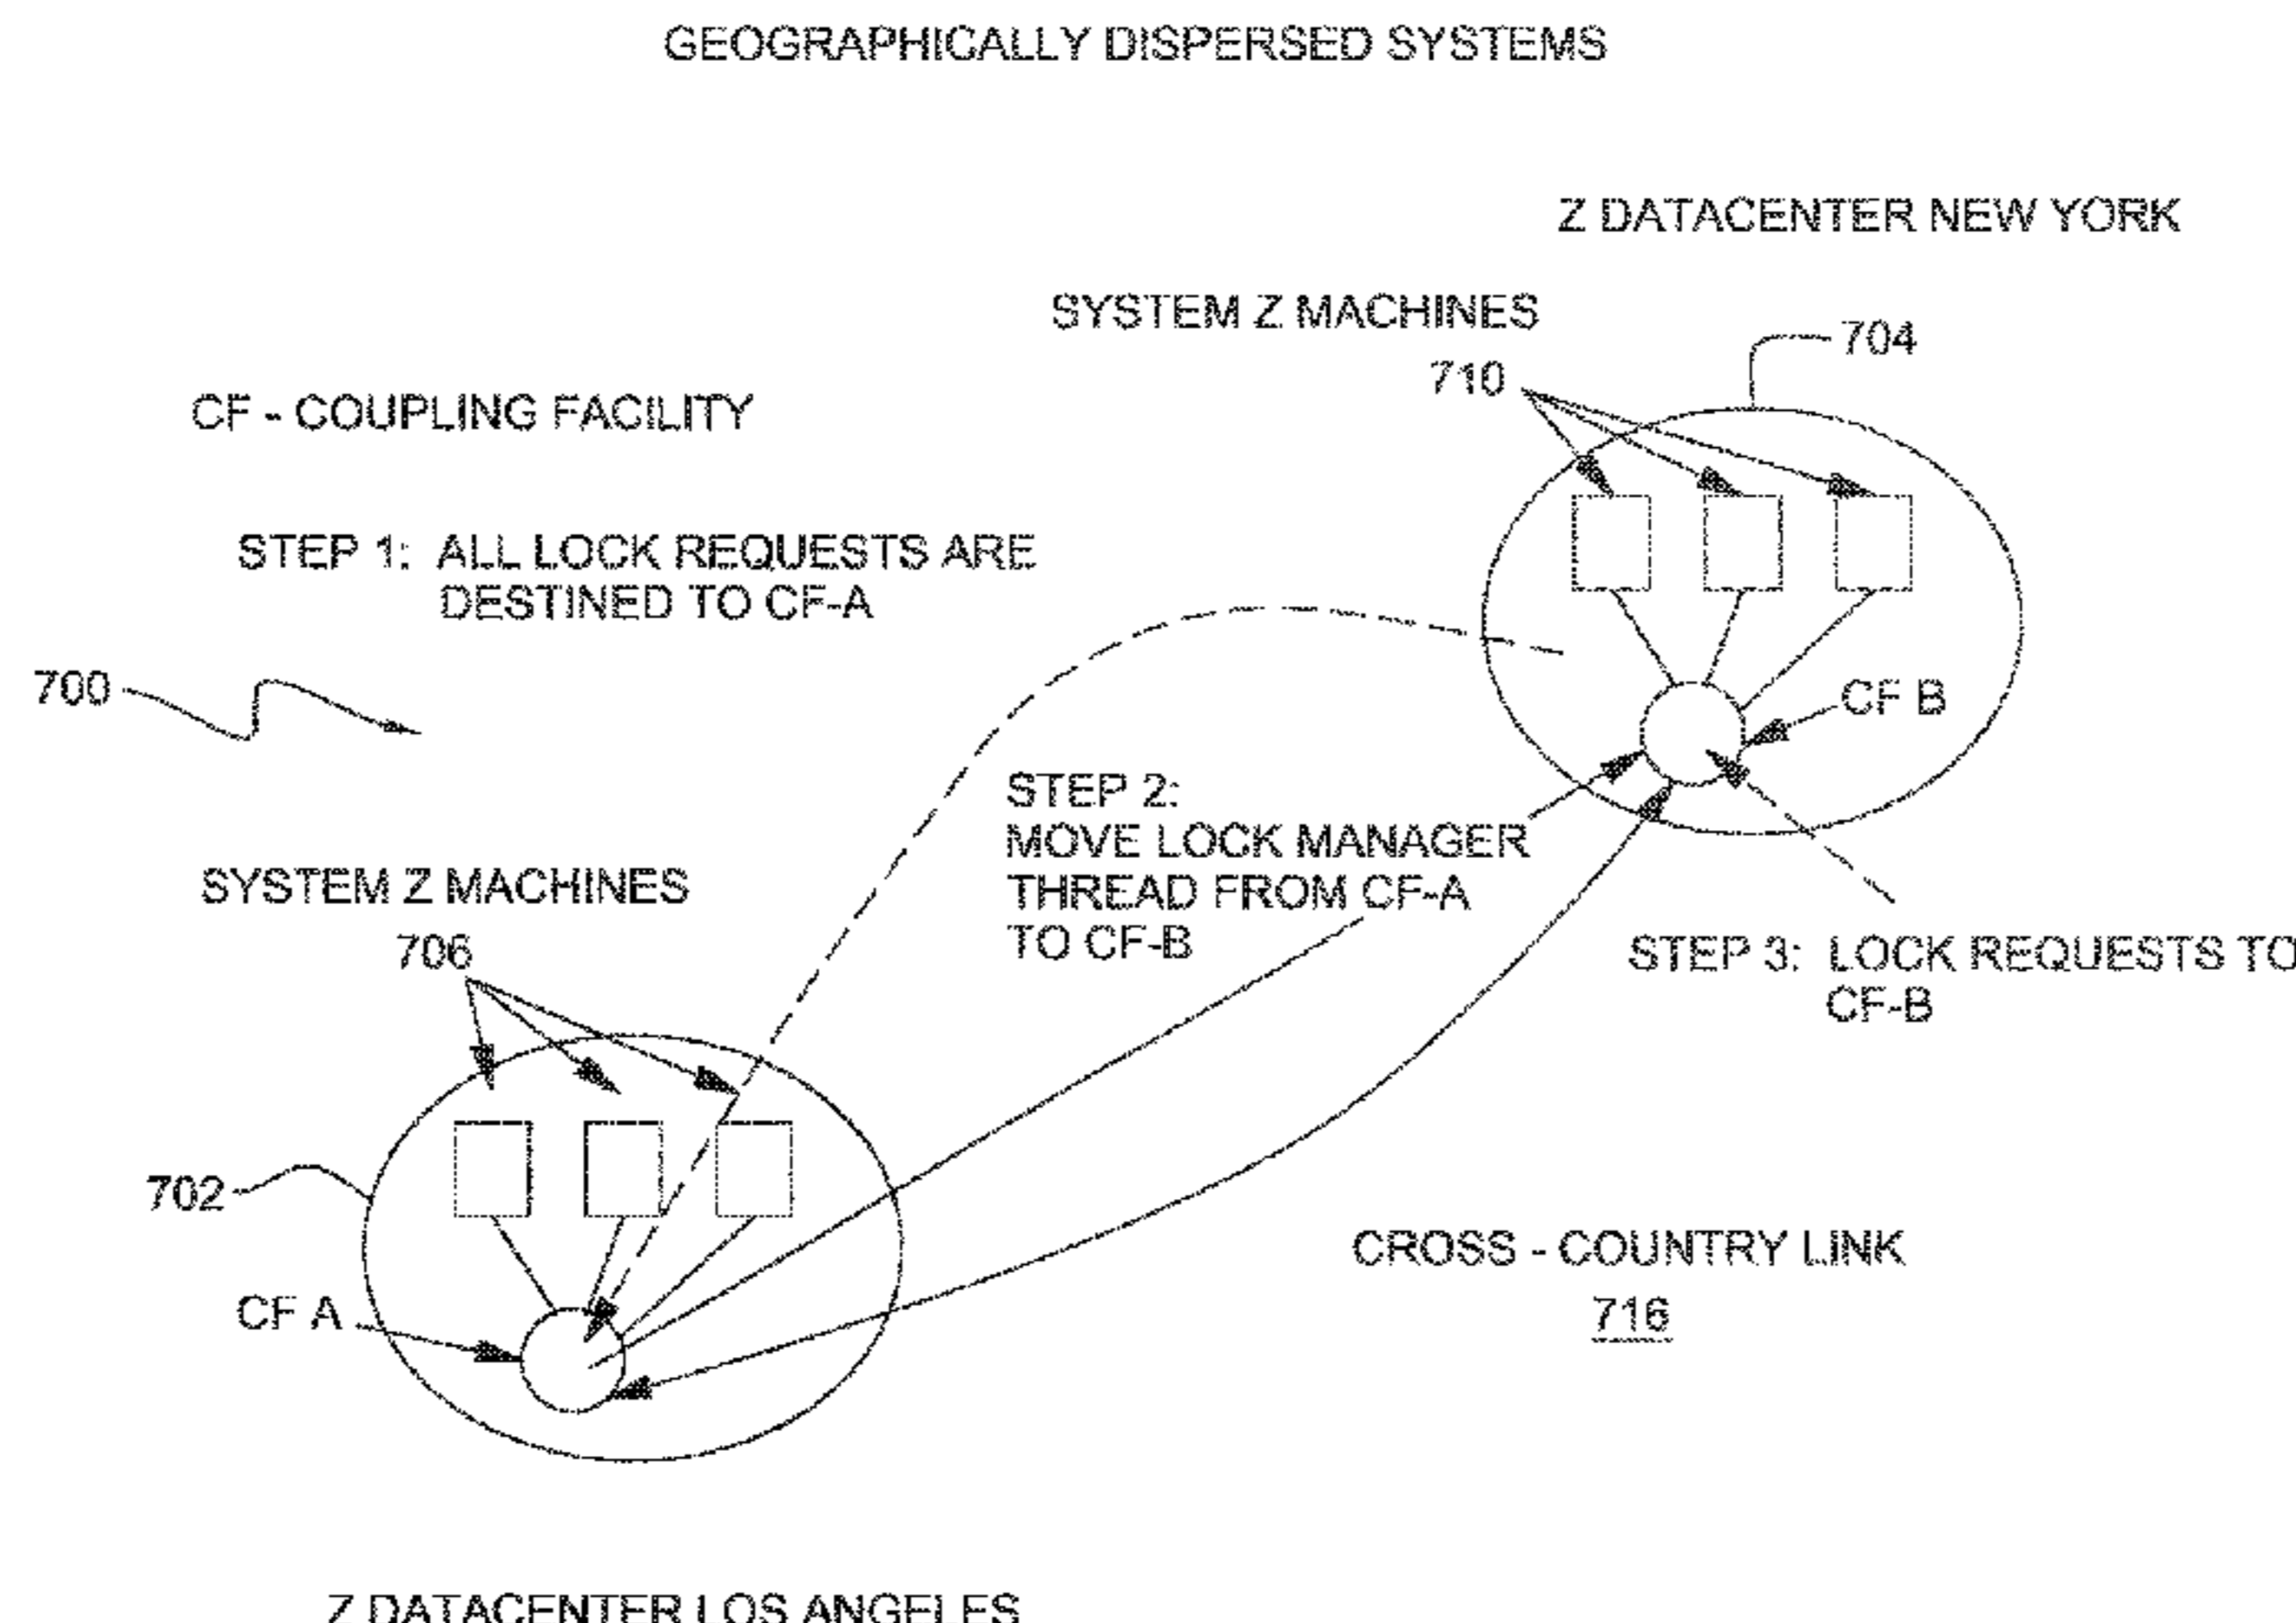 GEOGRAPHICALLY DISPERSED SYSTEMS
Z DATACENTER NEW YORK
SYSTEM Z MACHINES
710
704
CF - COUPLING FACILITY
STEP 1: ALL LOCK REQUESTS ARE
DESTINED TO CF-A
700
CF B
STEP 2:
MOVE LOCK MANAGER
THREAD FROM CF-A
TO CF-B
SYSTEM Z MACHINES
706
STEP 3: LOCK REQUESTS TO
CF-B
702
CF A
CROSS - COUNTRY LINK
716
Z DATACENTER LOS ANGELES